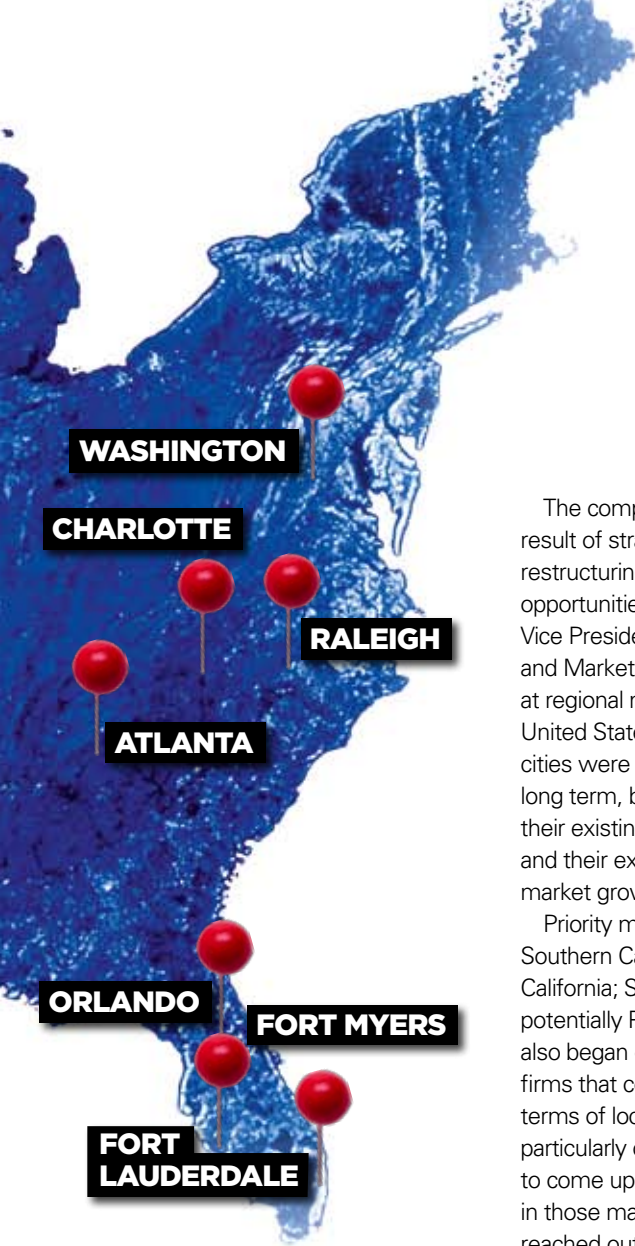 WASHINGTON
CHARLOTTE
RALEIGH
ATLANTA
ORLANDO
FORT MYERS
FORT
LAUDERDALE
The comp
result of stra
restructurin
opportunitie
Vice Preside
and Market
at regional r
United State
cities were
long term, b
their existin
and their ex
market grov
Priority m
Southern Ca
California; S
potentially F
also began
firms that c
terms of loc
particularly
to come up
in those ma
reached out